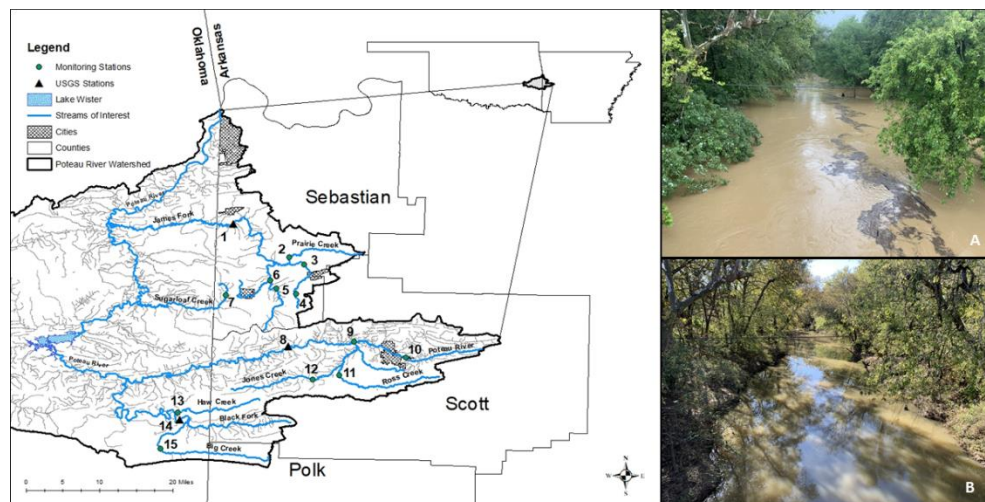 Oklahoma
Arkansas
Legend
Monitoring Stations
USGS Stations
Lake Wister
Streams of Interest
Cities
Counties
Poteau River Watershed
Sebastian
Poteau River
James Fork
1
Prairie Creek
2
3
6
5
4
7
Sugarloaf Creek
8
9
10
Poteau River
Poteau River
Jones Creek
12
11
Ross Creek
13
Haw Creek
14
Black Fork
Scott
15
Big Creek
Polk
0 5 10 20 Miles
N
W
E
S
A
B